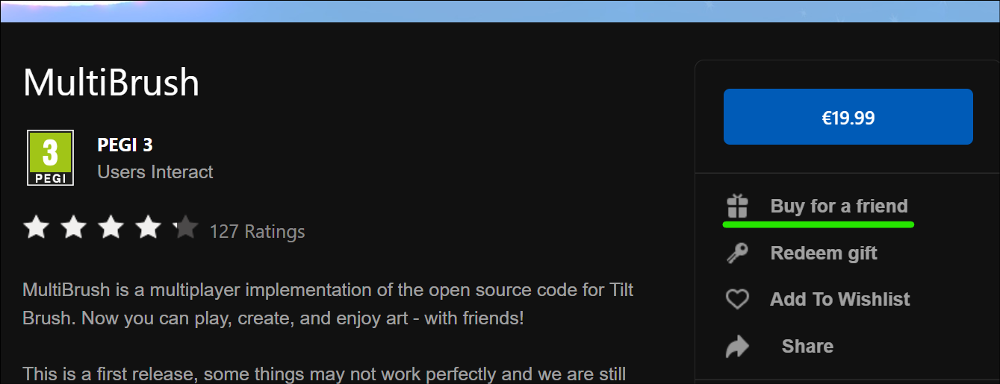 MultiBrush
3
PEGI
PEGI 3
Users Interact
127 Ratings
MultiBrush is a multiplayer implementation of the open source code for Tilt
Brush. Now you can play, create, and enjoy art - with friends!
This is a first release, some things may not work perfectly and we are still
€19.99
Buy for a friend
Redeem gift
Add To Wishlist
Share